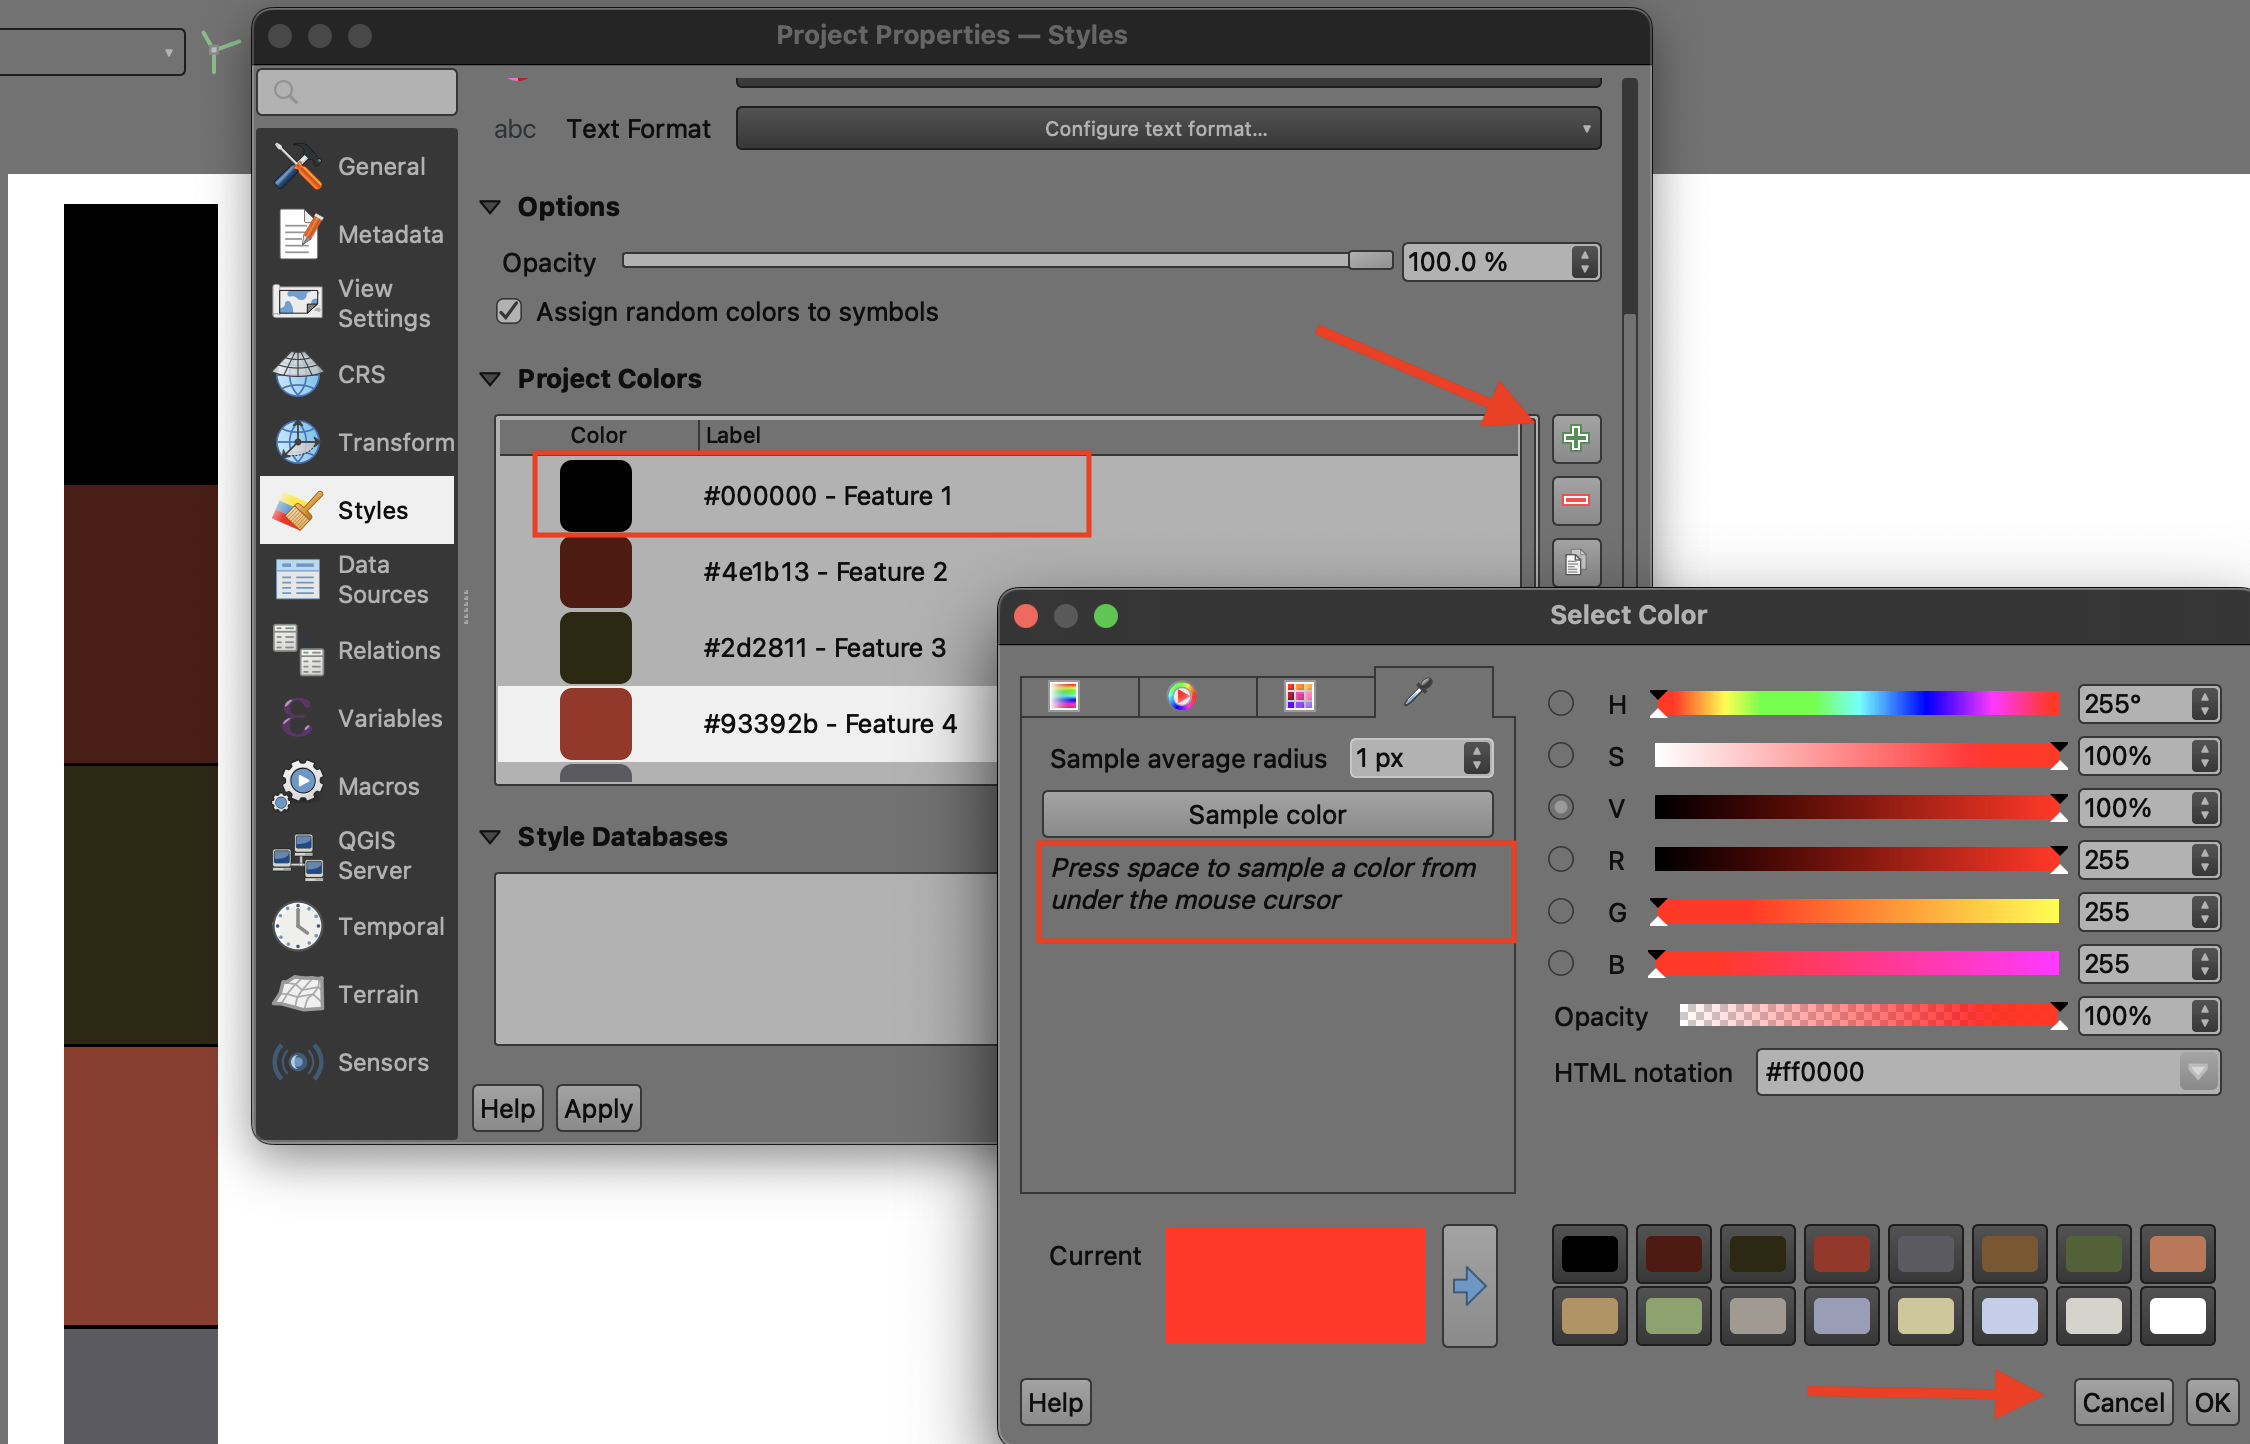 Project Properties — Styles
abc Text Format
Configure text format...
General
Metadata
View
Settings
CRS
Transform
Styles
Data
Sources
Relations
Variables
Macros
QGIS
Server
Temporal
Terrain
Sensors
Options
Opacity
100.0 %
Assign random colors to symbols
Project Colors
Color Label
#000000 - Feature 1
#4e1b13 - Feature 2
#2d2811 - Feature 3
#93392b - Feature 4
Style Databases
Help
Apply
Select Color
Sample average radius 1 px
Sample color
Press space to sample a color from
under the mouse cursor
H 255°
S 100%
V 100%
R 255
G 255
B 255
Opacity 100%
HTML notation #ff0000
Current
Help
Cancel
OK